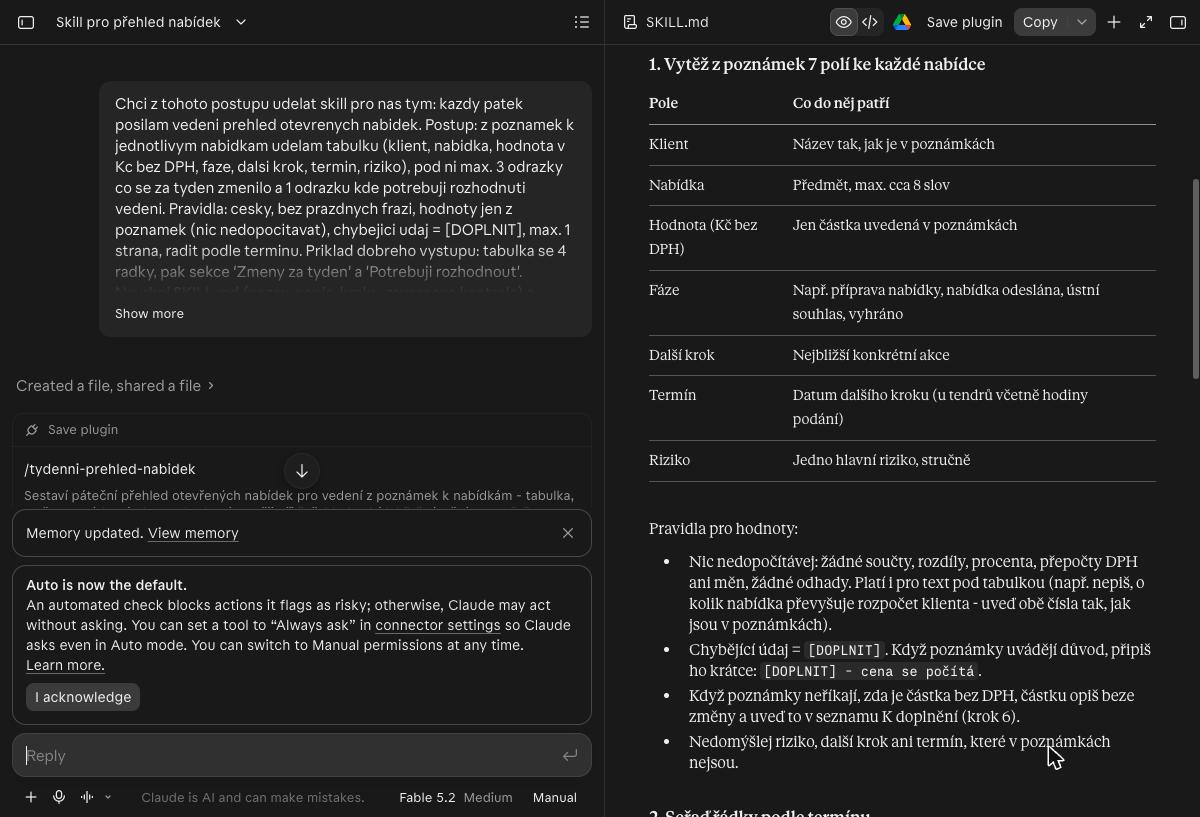 Skill pro přehled nabídek
SKILL.md
Save plugin
Copy
Chci z tohoto postupu udelat skill pro nas tym: kazdy patek
posilam vedeni prehled otevrenych nabidek. Postup: z poznamek k
jednotlivym nabidkam udelam tabulku (klient, nabidka, hodnota v
Kc bez DPH, faze, dalsi krok, termin, riziko), pod ni max. 3 odrazky
co se za tyden zmenilo a 1 odrazku kde potrebuji rozhodnuti
vedeni. Pravidla: cesky, bez prazdnych frazi, hodnoty jen z
poznamek (nic nedopocitavat), chybejici udaj = [DOPLNIT], max. 1
strana, radit podle terminu. Priklad dobreho vystupu: tabulka se 4
radky, pak sekce 'Zmeny za tyden' a 'Potrebuji rozhodnout'.
Show more
Created a file, shared a file
Save plugin
/tydenni-prehled-nabidek
Sestaví páteční přehled otevřených nabídek pro vedení z poznámek k nabídkám - tabulka,
Memory updated. View memory
Auto is now the default.
An automated check blocks actions it flags as risky; otherwise, Claude may act
without asking. You can set a tool to “Always ask” in connector settings so Claude
asks even in Auto mode. You can switch to Manual permissions at any time.
Learn more.
I acknowledge
Reply
Claude is AI and can make mistakes.
Fable 5.2 Medium
Manual
1. Vytěž z poznámek 7 polí ke každé nabídce
Pole Co do něj patří
Klient Název tak, jak je v poznámkách
Nabídka Předmět, max. cca 8 slov
Hodnota (Kč bez Jen částka uvedená v poznámkách
DPH)
Fáze Např. příprava nabídky, nabídka odeslána, ústní
souhlas, vyhráno
Další krok Nejbližší konkrétní akce
Termín Datum dalšího kroku (u tendrů včetně hodiny
podání)
Riziko Jedno hlavní riziko, stručně
Pravidla pro hodnoty:
Nic nedopočítávej: žádné součty, rozdíly, procenta, přepočty DPH
ani měn, žádné odhady. Platí i pro text pod tabulkou (např. nepiš, o
kolik nabídka převyšuje rozpočet klienta - uveď obě čísla tak, jak
jsou v poznámkách).
Chybějící údaj = [DOPLNIT]. Když poznámky uvádějí důvod, připiš
ho krátce: [DOPLNIT] - cena se počítá.
Když poznámky neříkají, zda je částka bez DPH, částku opiš beze
změny a uveď to v seznamu K doplnění (krok 6).
Nedomýšlej riziko, další krok ani termín, které v poznámkách
nejsou.
2. Seřaď řádky podle termínu